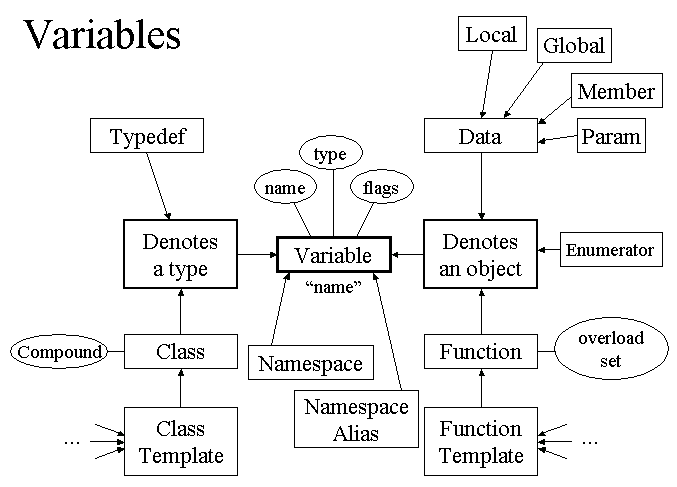 Variables
Local
Global
Member
Param
Data
Typedef
type
name
flags
Denotes
a type
Variable
“name”
Denotes
an object
Enumerator
Compound
Class
Namespace
Function
overload
set
Namespace
Alias
...
Class
Template
Function
Template
...